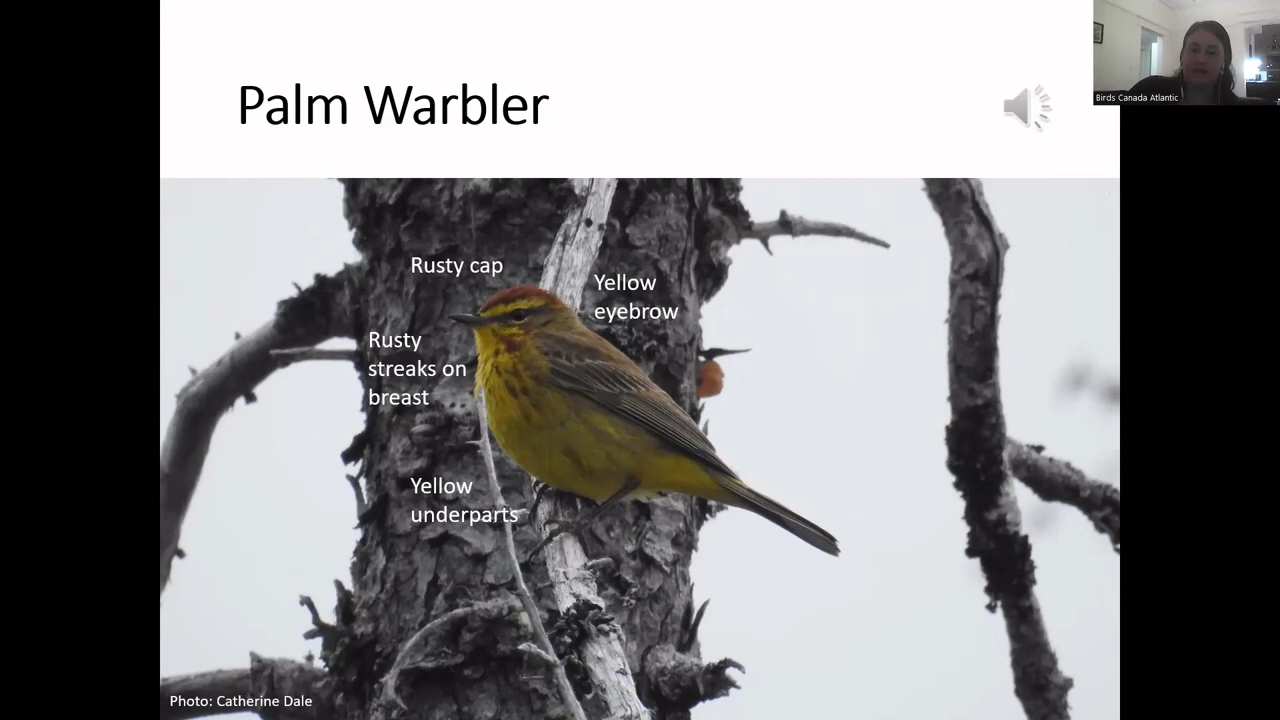 Palm Warbler
Birds Canada Atlantic
Rusty cap
Yellow
eyebrow
Rusty
streaks on
breast
Yellow
underparts
Photo: Catherine Dale